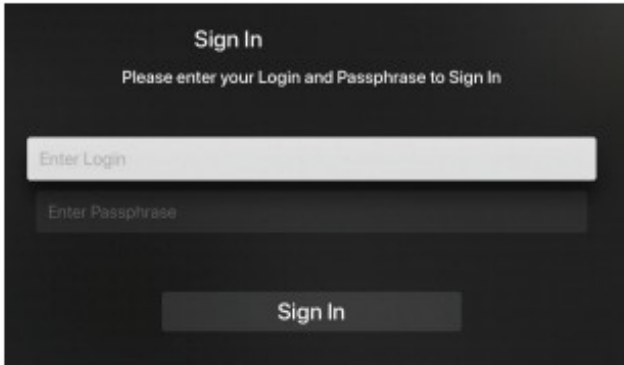 Sign In
Please enter your Login and Passphrase to Sign In
Enter Login
Enter Passphrase
Sign In